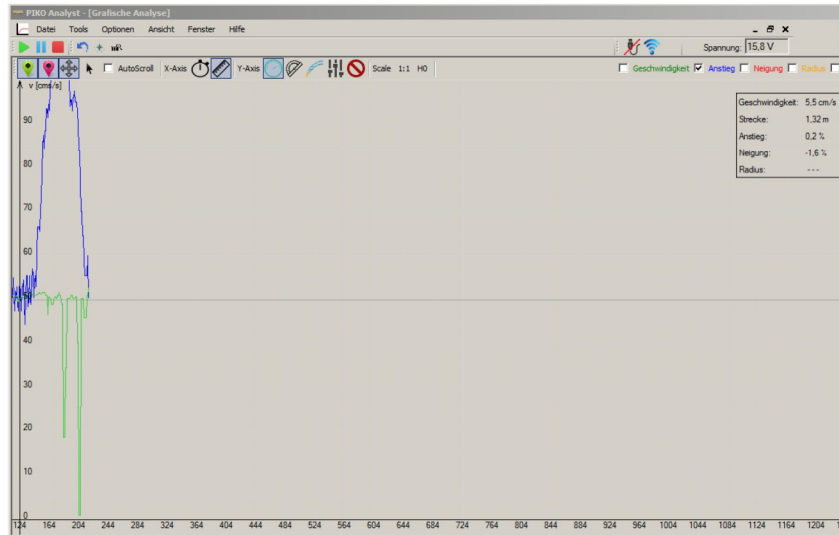 PIKO Analyst - [Grafische Analyse]
Datei Tools Optionen Ansicht Fenster Hilfe
Spannung: 15,8 V
AutoScroll X-Axis Y-Axis Scale 1:1 H0 Geschwindigkeit Anstieg Neigung Radius
v [cms/s]
Geschwindigkeit: 5,5 cm/s
Strecke: 1,32 m
Anstieg: 0,2 %
Neigung: -1,6 %
Radius: ---
90
80
70
60
50
40
30
20
10
0
124 164 204 244 284 324 364 404 444 484 524 564 604 644 684 724 764 804 844 884 924 964 1004 1044 1084 1124 1164 1204